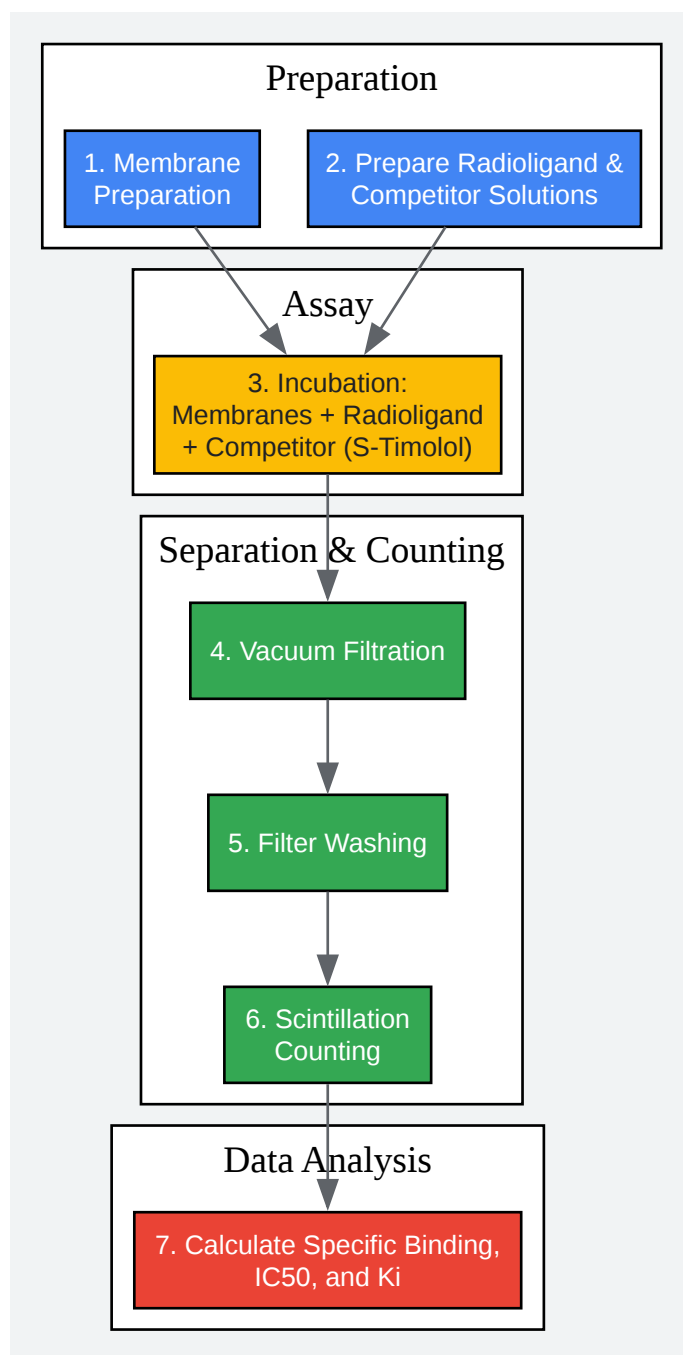 Preparation
1. Membrane
Preparation
2. Prepare Radioligand &
Competitor Solutions
Assay
3. Incubation:
Membranes + Radioligand
+ Competitor (S-Timolol)
Separation & Counting
4. Vacuum Filtration
5. Filter Washing
6. Scintillation
Counting
Data Analysis
7. Calculate Specific Binding,
IC50, and Ki